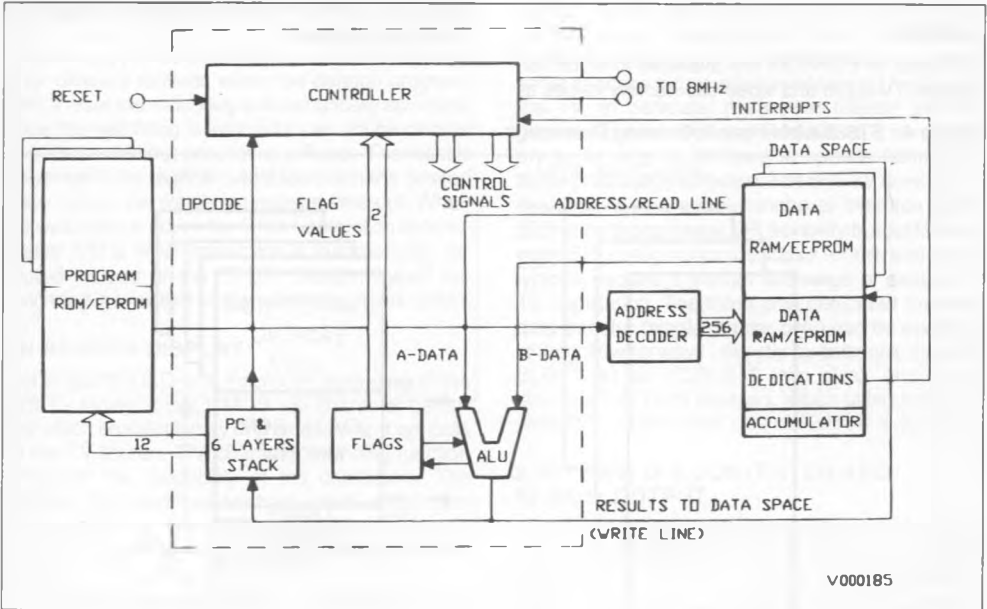 RESET
CONTROLLER
0 TO 8MHz
INTERRUPTS
DATA SPACE
CONTROL
SIGNALS
OPCODE
FLAG
VALUES
2
ADDRESS/READ LINE
DATA
RAM/EEPROM
PROGRAM
ROM/EPROM
A-DATA
B-DATA
ADDRESS
DECODER
256
DATA
RAM/EEPROM
DEDICATIONS
ACCUMULATOR
12
PC &
6 LAYERS
STACK
FLAGS
ALU
RESULTS TO DATA SPACE
(WRITE LINE)
V000185